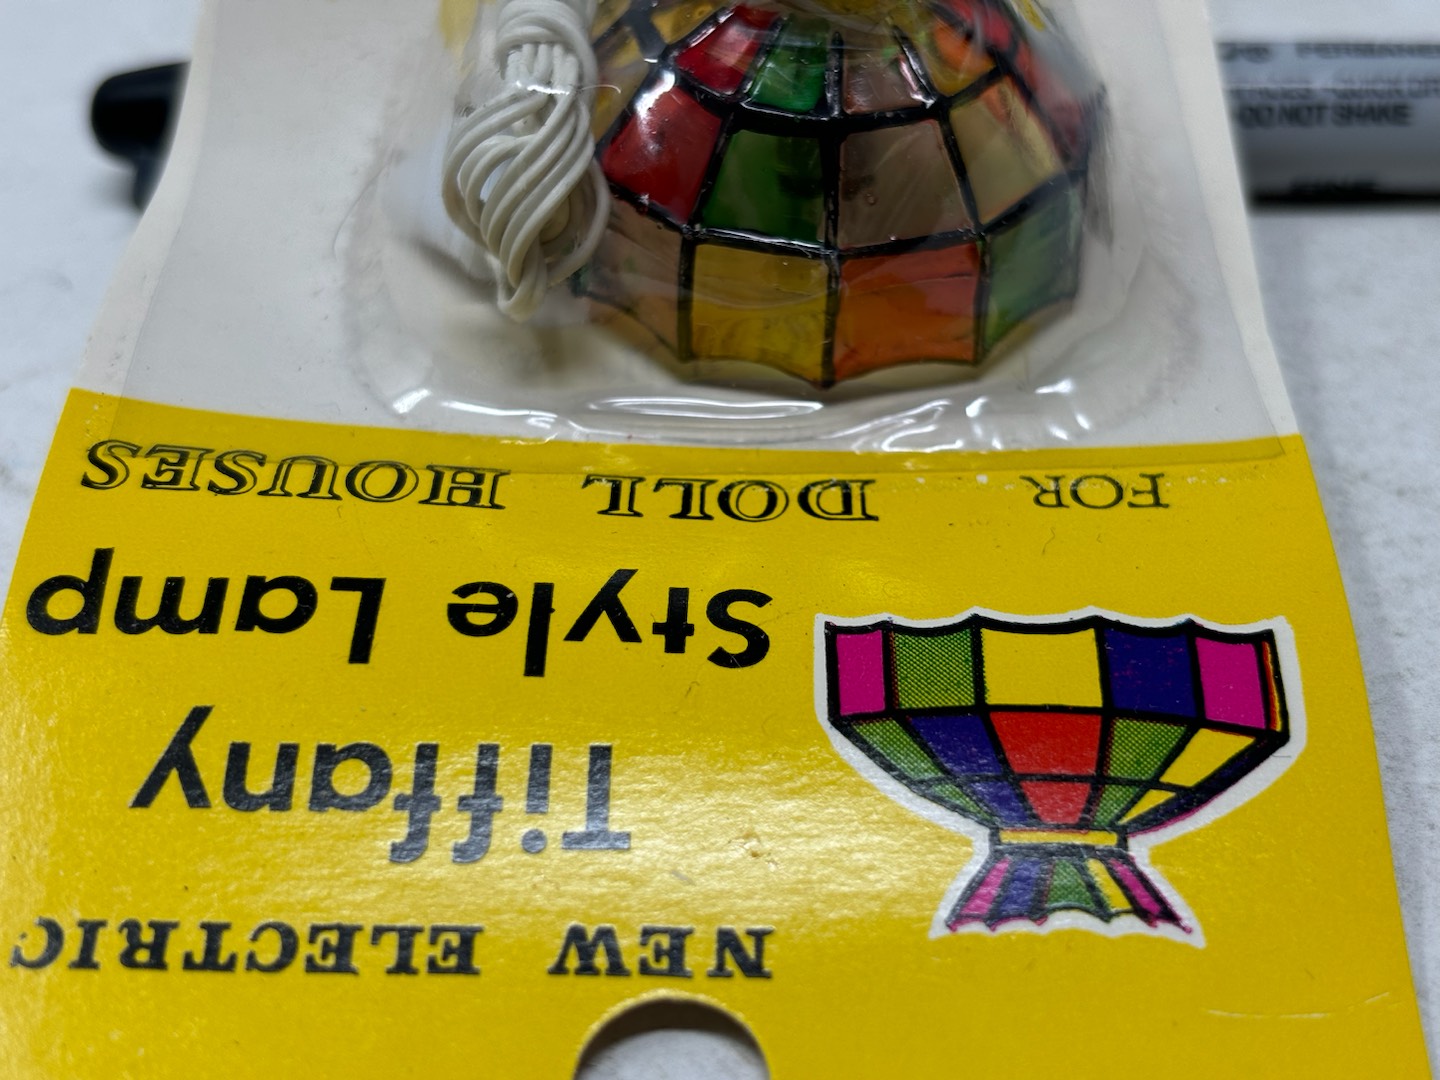 NEW ELECTRIC
Tiffany
Style Lamp
FOR DOLL HOUSES
DO NOT SHAKE